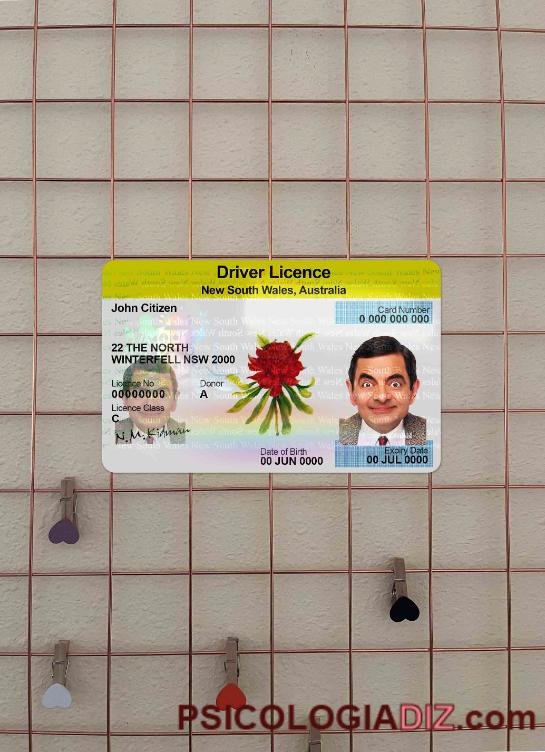 Driver Licence
New South Wales, Australia
John Citizen
Card Number
0 000 000 000
22 THE NORTH
WINTERFELL NSW 2000
Licence No
00000000
Donor
A
Licence Class
C
N.M. Kidman
Date of Birth
00 JUN 0000
Expiry Date
00 JUL 0000
PSICOLOGIADIZ.com